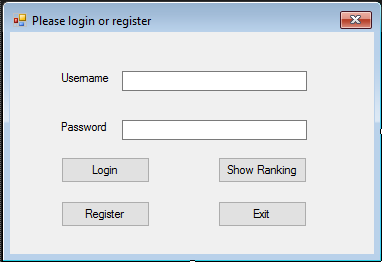 Please login or register
Username
Password
Login
Show Ranking
Register
Exit